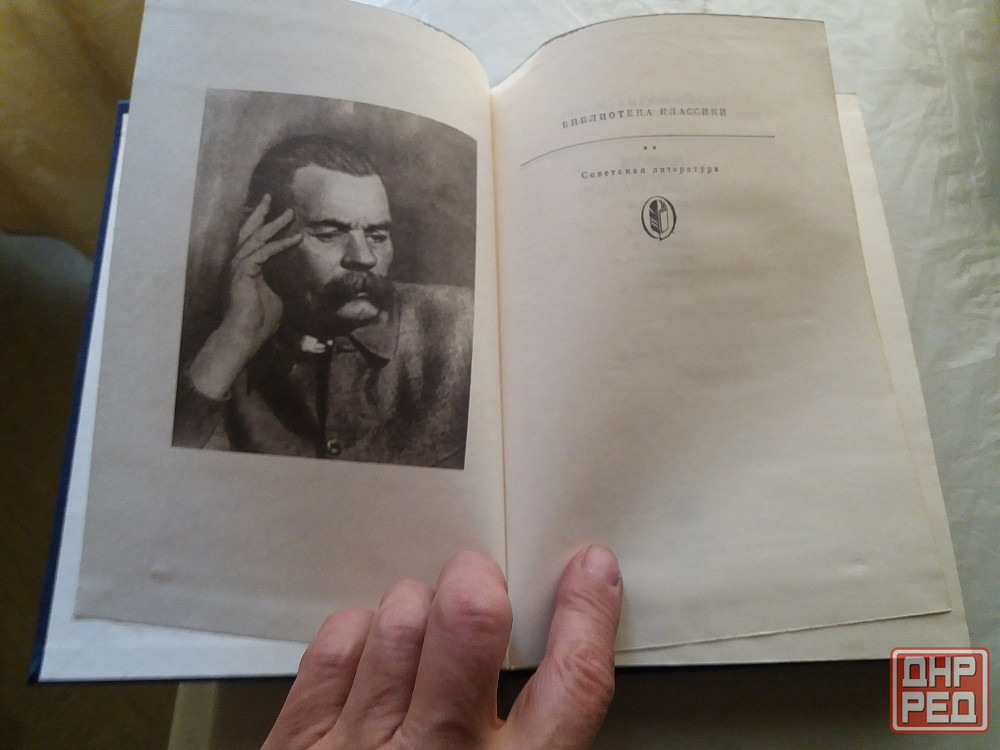 БИБЛИОТЕКА КЛАССИКИ
Советская литература
ДНР
РЕД